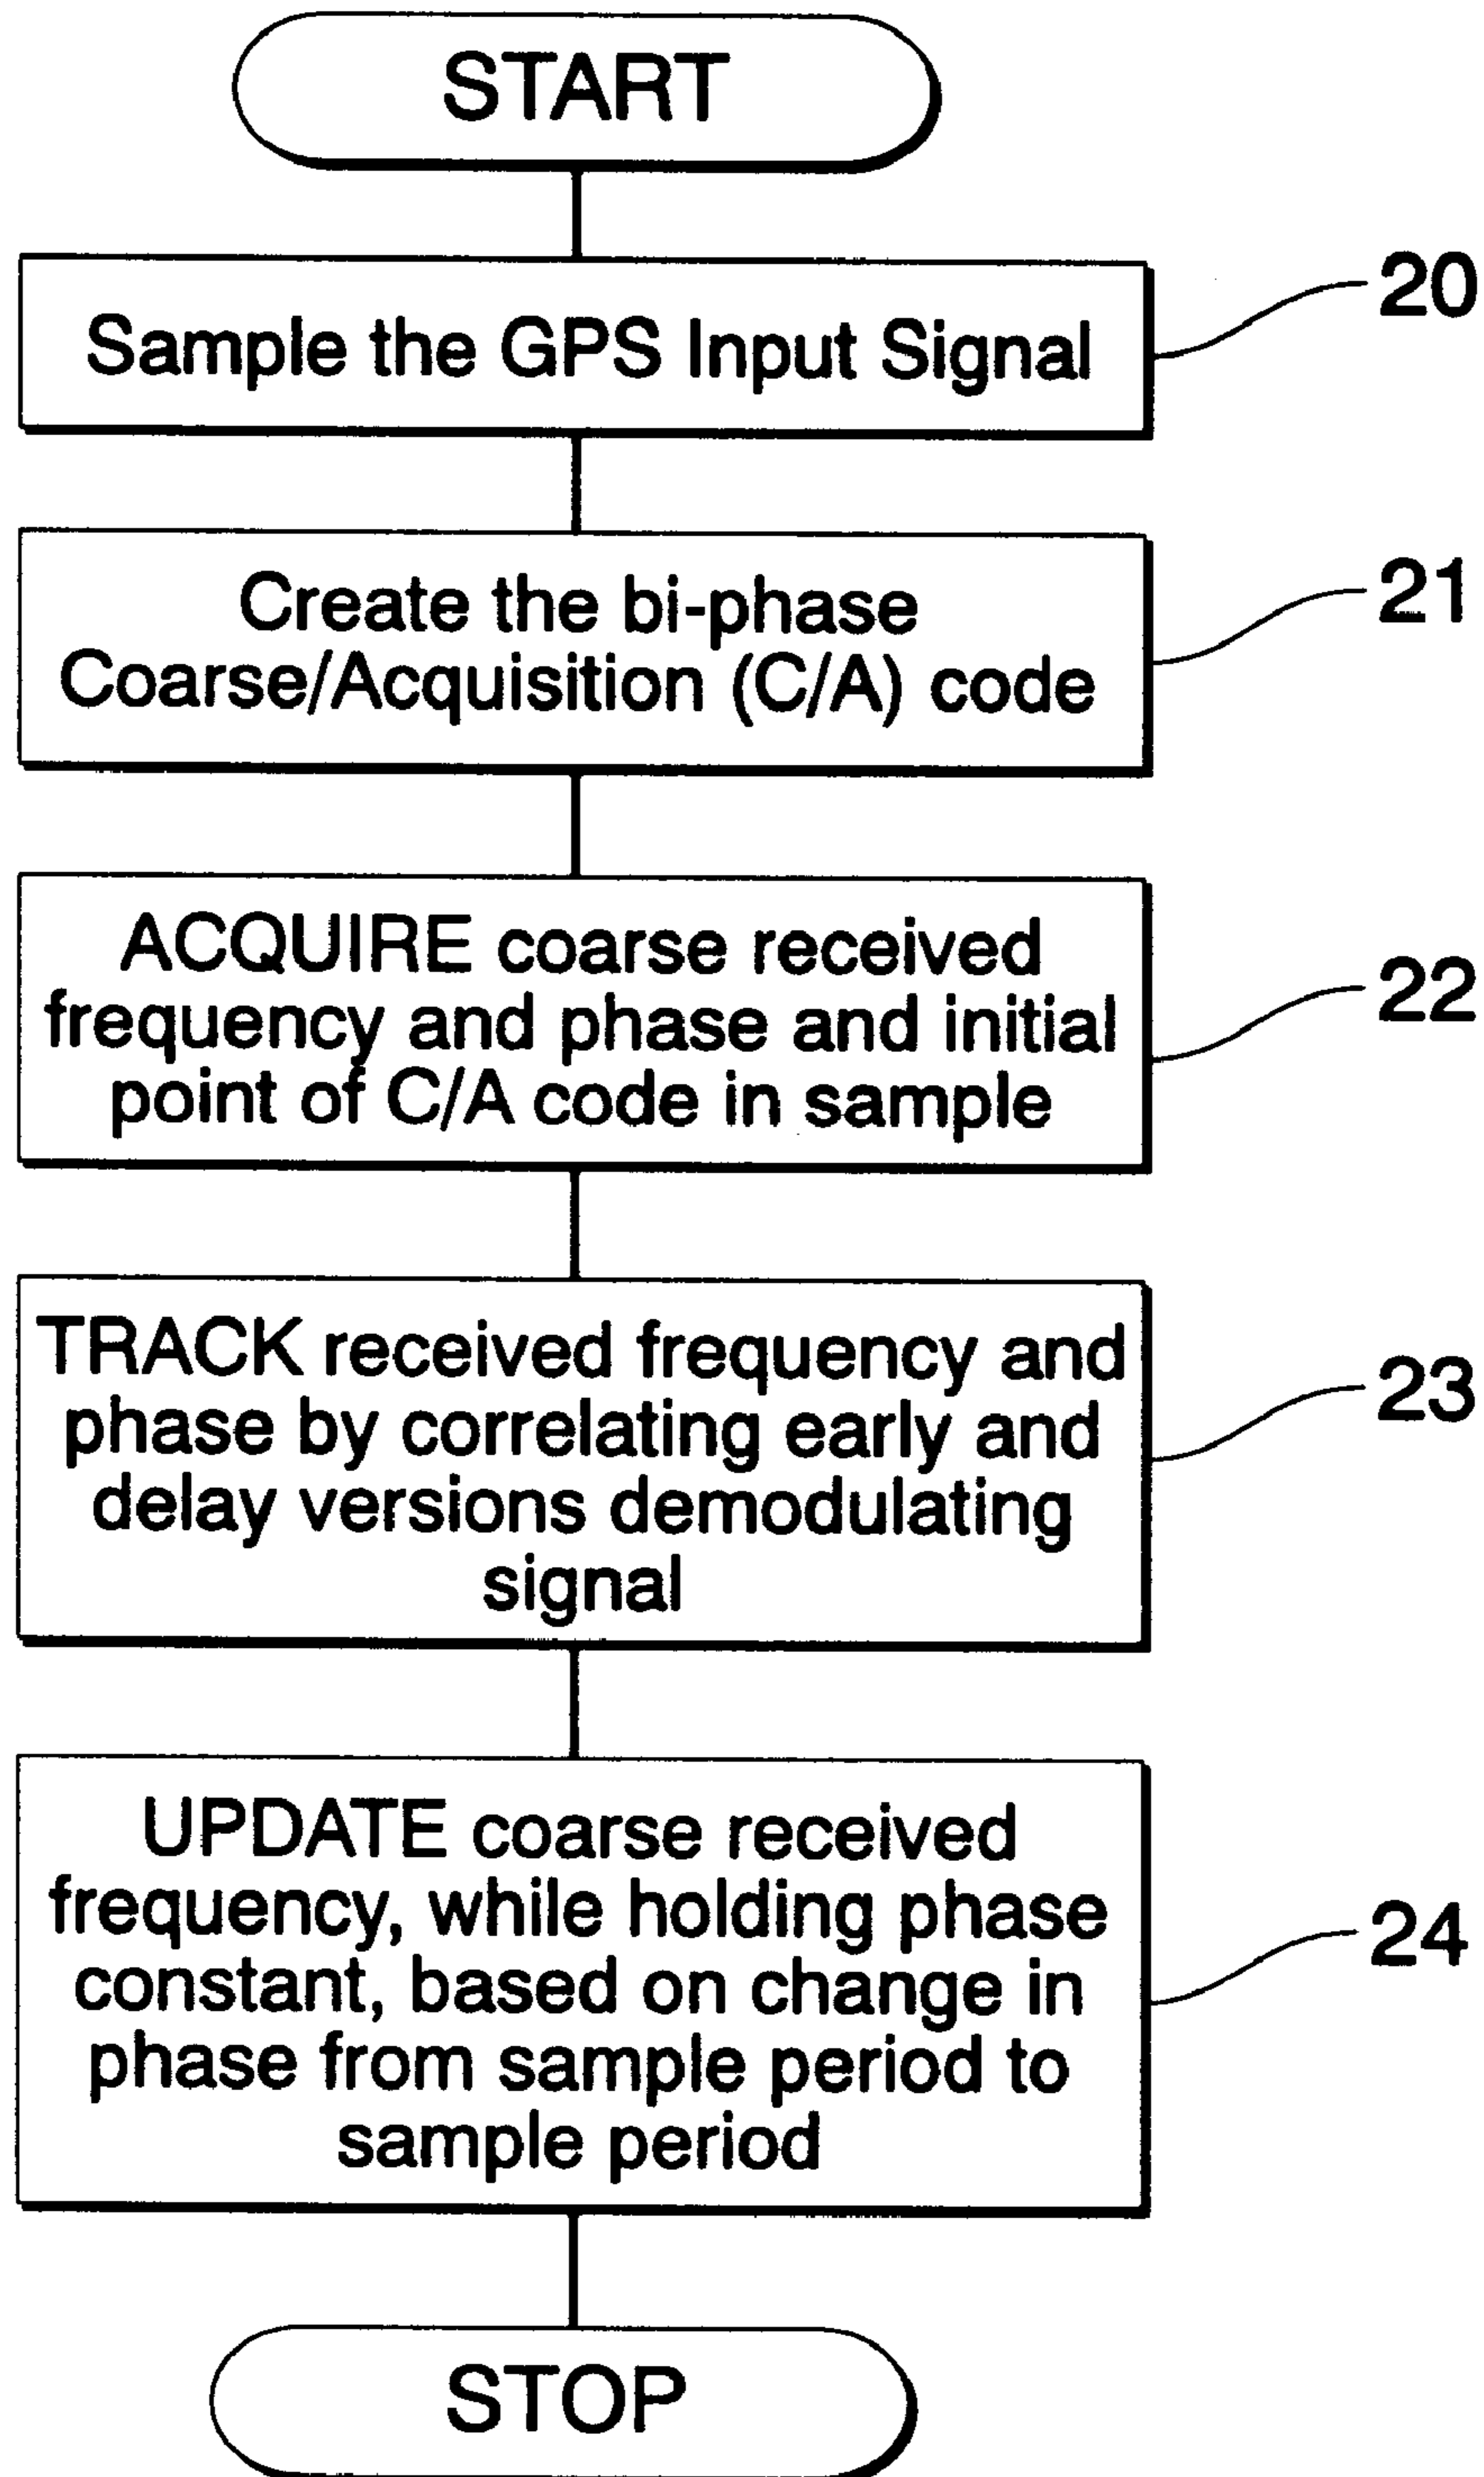 START
Sample the GPS Input Signal
20
Create the bi-phase
Coarse/Acquisition (C/A) code
21
ACQUIRE coarse received
frequency and phase and initial
point of C/A code in sample
22
TRACK received frequency and
phase by correlating early and
delay versions demodulating
signal
23
UPDATE coarse received
frequency, while holding phase
constant, based on change in
phase from sample period to
sample period
24
STOP